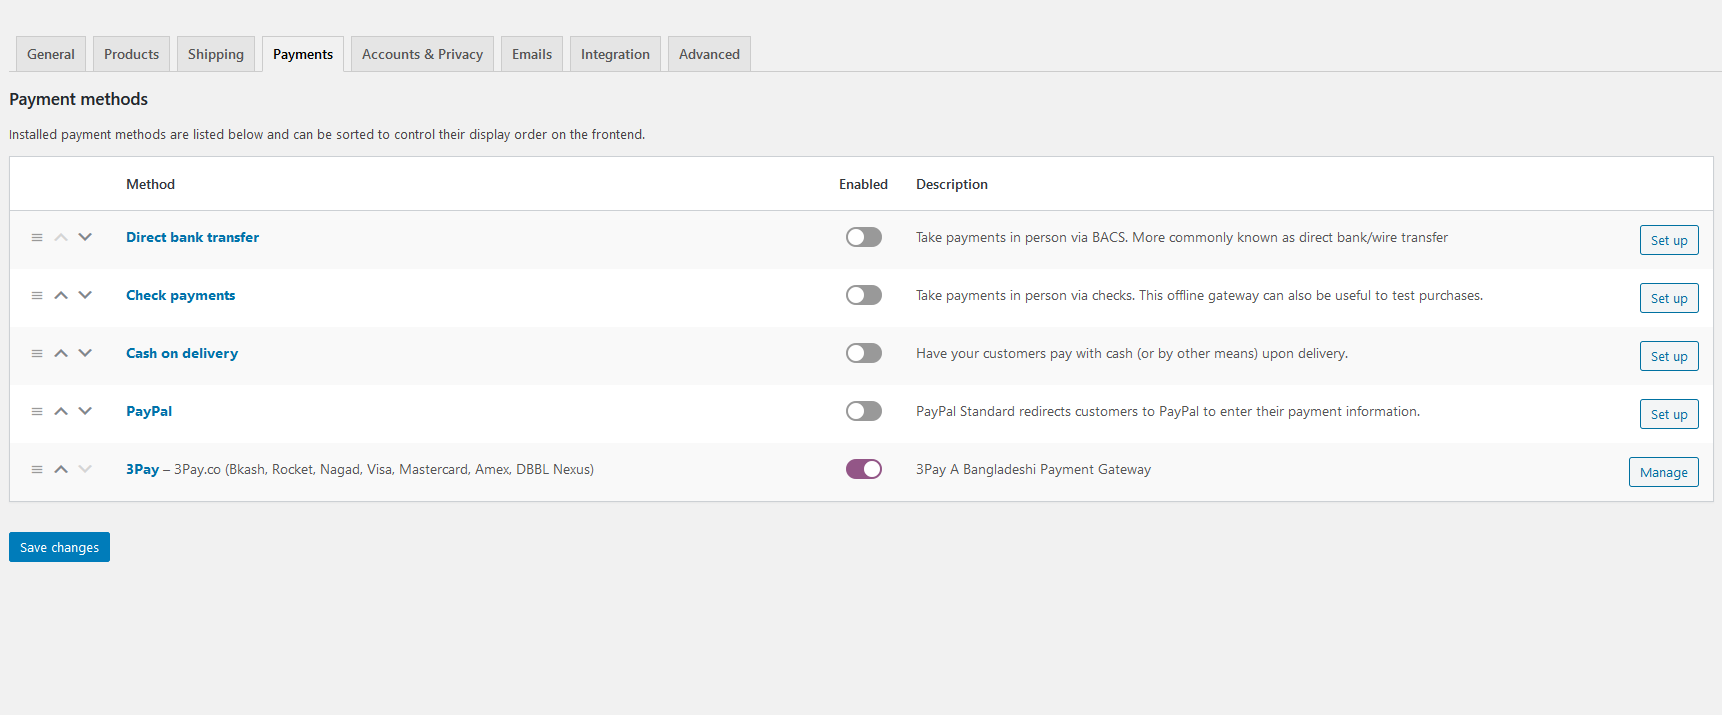 General Products Shipping Payments Accounts & Privacy Emails Integration Advanced
Payment methods
Installed payment methods are listed below and can be sorted to control their display order on the frontend.
Method Enabled Description
Direct bank transfer Take payments in person via BACS. More commonly known as direct bank/wire transfer Set up
Check payments Take payments in person via checks. This offline gateway can also be useful to test purchases. Set up
Cash on delivery Have your customers pay with cash (or by other means) upon delivery. Set up
PayPal PayPal Standard redirects customers to PayPal to enter their payment information. Set up
3Pay – 3Pay.co (Bkash, Rocket, Nagad, Visa, Mastercard, Amex, DBBL Nexus) 3Pay A Bangladeshi Payment Gateway Manage
Save changes